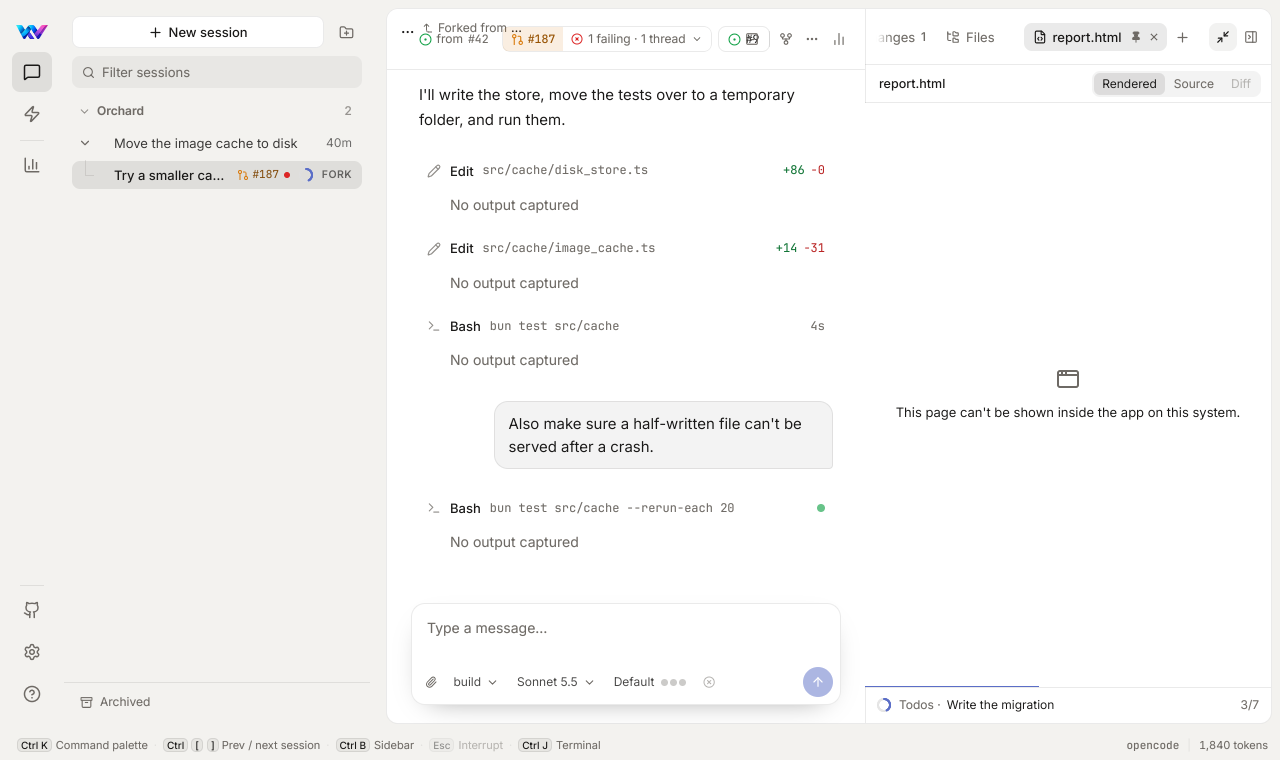 New session
Filter sessions
Orchard 2
Move the image cache to disk 40m
Try a smaller ca... #187 FORK
Archived
Forked from ...
from #42 #187 1 failing · 1 thread
I'll write the store, move the tests over to a temporary
folder, and run them.
Edit src/cache/disk_store.ts +86 -0
No output captured
Edit src/cache/image_cache.ts +14 -31
No output captured
Bash bun test src/cache 4s
No output captured
Also make sure a half-written file can't be
served after a crash.
Bash bun test src/cache --rerun-each 20
No output captured
Type a message...
build Sonnet 5.5 Default
anges 1 Files report.html
report.html Rendered Source Diff
This page can't be shown inside the app on this system.
Todos · Write the migration 3/7
Ctrl K Command palette · Ctrl [ ] Prev / next session · Ctrl B Sidebar · Esc Interrupt · Ctrl J Terminal
opencode 1,840 tokens